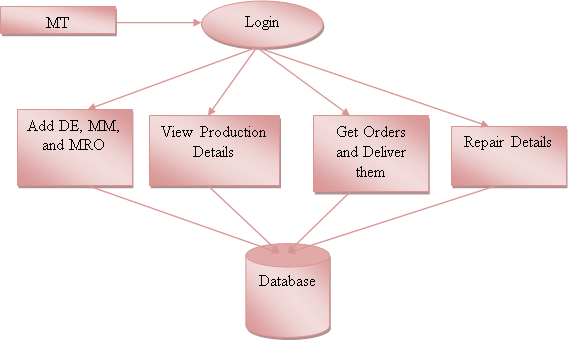 MT
Login
Add DE, MM,
and MRO
View Production
Details
Get Orders
and Deliver
them
Repair Details
Database